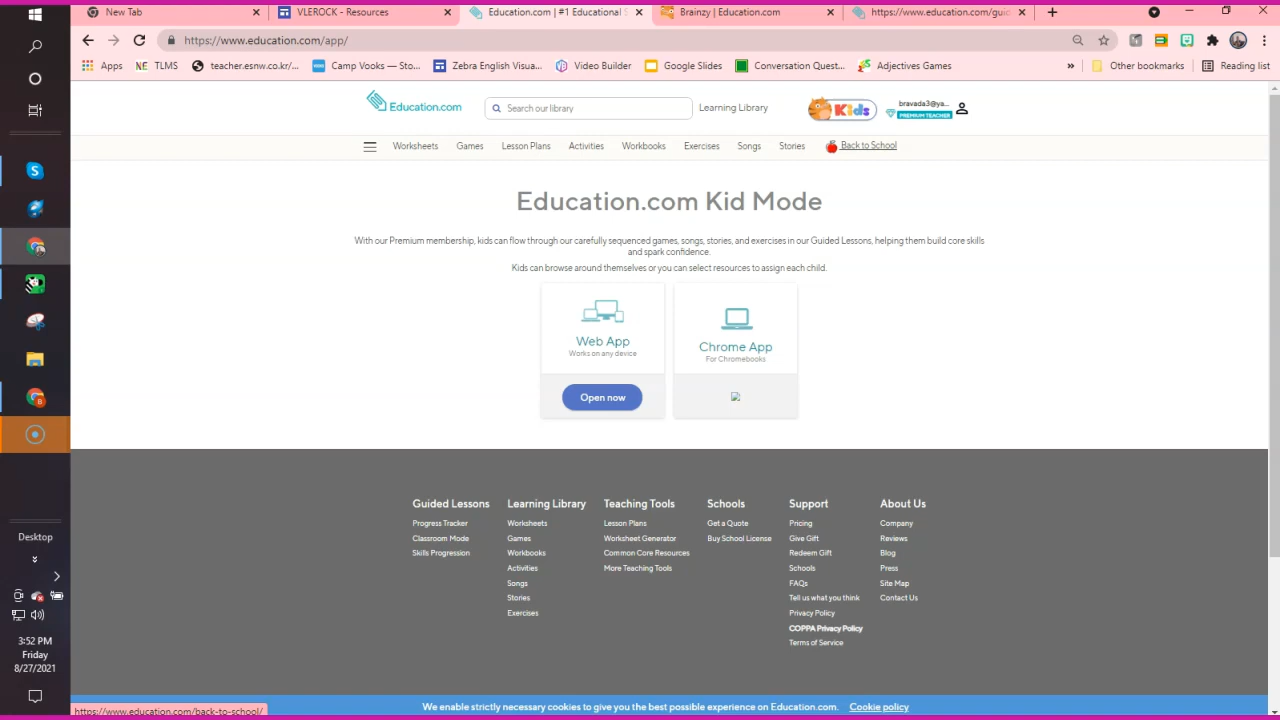 New Tab
VLEROCK - Resources
Education.com | #1 Educational S
Brainzy | Education.com
https://www.education.com/guid
https://www.education.com/app/
Apps
NE TLMS
teacher.esnw.co.kr/...
Camp Vooks — Sto...
Zebra English Visua...
Video Builder
Google Slides
Conversation Quest...
Adjectives Games
»
Other bookmarks
Reading list
Education.com
Search our library
Learning Library
Kids
bravada3@ya...
PREMIUM TEACHER
Worksheets
Games
Lesson Plans
Activities
Workbooks
Exercises
Songs
Stories
Back to School
Education.com Kid Mode
With our Premium membership, kids can flow through our carefully sequenced games, songs, stories, and exercises in our Guided Lessons, helping them build core skills
and spark confidence.
Kids can browse around themselves or you can select resources to assign each child.
Web App
Works on any device
Open now
Chrome App
For Chromebooks
Guided Lessons
Progress Tracker
Classroom Mode
Skills Progression
Learning Library
Worksheets
Games
Workbooks
Activities
Songs
Stories
Exercises
Teaching Tools
Lesson Plans
Worksheet Generator
Common Core Resources
More Teaching Tools
Schools
Get a Quote
Buy School License
Support
Pricing
Give Gift
Redeem Gift
Schools
FAQs
Tell us what you think
Privacy Policy
COPPA Privacy Policy
Terms of Service
About Us
Company
Reviews
Blog
Press
Site Map
Contact Us
Desktop
3:52 PM
Friday
8/27/2021
We enable strictly necessary cookies to give you the best possible experience on Education.com. Cookie policy
https://www.education.com/back-to-school/